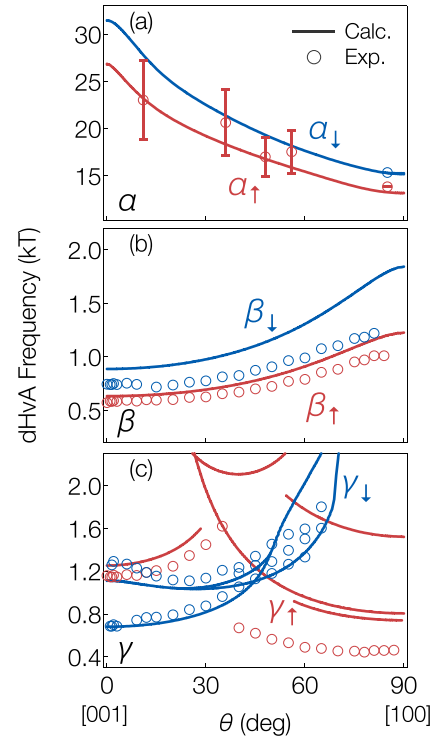 (a)
Calc.
Exp.
30
25
20
15
α↓
α↑
α
dHvA Frequency (kT)
(b)
2.0
1.5
1.0
0.5
β↓
β↑
β
(c)
2.0
1.6
1.2
0.8
0.4
γ↓
γ↑
γ
0 30 60 90
[001] θ (deg) [100]